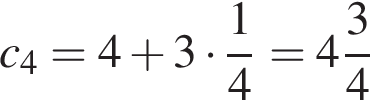 c₄ = 4 + 3 · 1/4 = 4 3/4